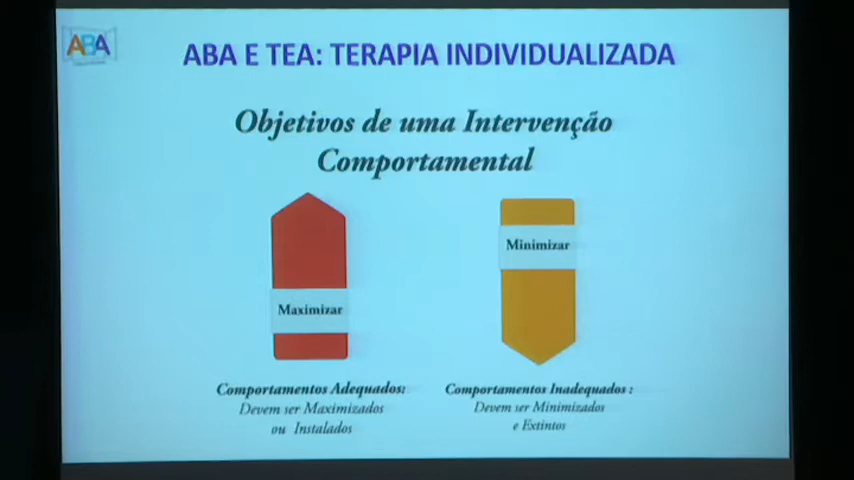 ABA
ABA E TEA: TERAPIA INDIVIDUALIZADA
Objetivos de uma Intervenção
Comportamental
Maximizar
Minimizar
Comportamentos Adequados:
Devem ser Maximizados
ou Instalados
Comportamentos Inadequados :
Devem ser Minimizados
e Extintos